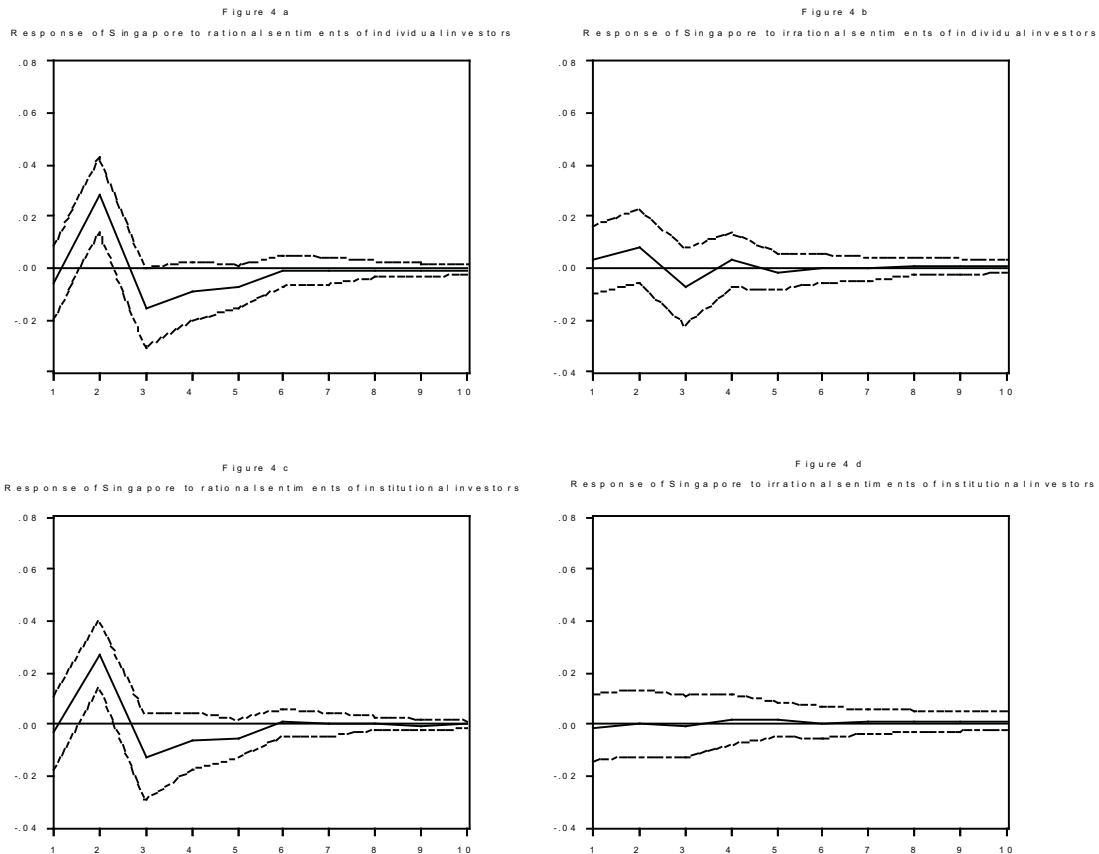 Figure 4a
Response of Singapore to rational sentiments of individual investors
.08
.06
.04
.02
.00
-.02
1 2 3 4 5 6 7 8 9 10
Figure 4b
Response of Singapore to irrational sentiments of individual investors
.08
.06
.04
.02
.00
-.02
-.04
1 2 3 4 5 6 7 8 9 10
Figure 4c
Response of Singapore to rational sentiments of institutional investors
.08
.06
.04
.02
.00
-.02
-.04
1 2 3 4 5 6 7 8 9 10
Figure 4d
Response of Singapore to irrational sentiments of institutional investors
.08
.06
.04
.02
.00
-.02
-.04
1 2 3 4 5 6 7 8 9 10